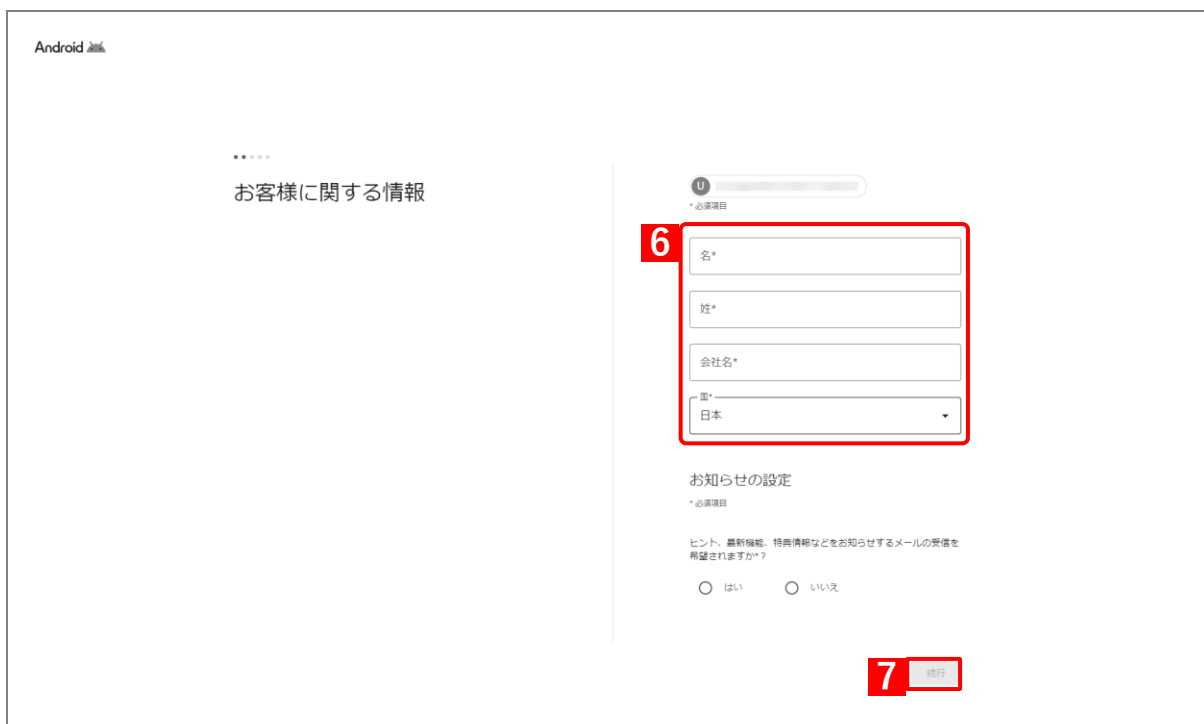 Android
お客様に関する情報
U
* 必須項目
6
名*
姓*
会社名*
国*
日本
お知らせの設定
* 必須項目
ヒント、最新機能、特典情報などをお知らせするメールの受信を
希望されますか*？
はい
いいえ
7
続行